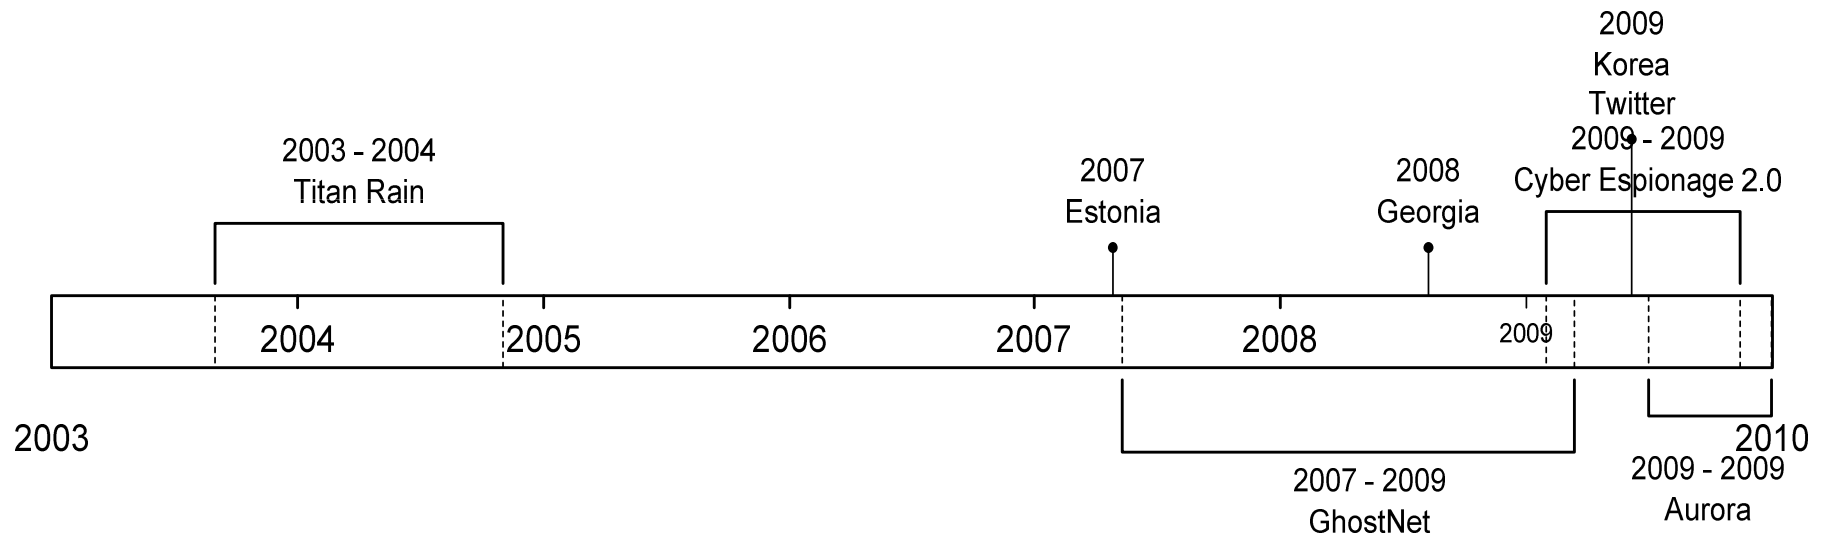 2009
Korea
Twitter
2003 - 2004
Titan Rain
2007
Estonia
2008
Georgia
2009 - 2009
Cyber Espionage 2.0
2004
2005
2006
2007
2008
2009
2003
2010
2007 - 2009
GhostNet
2009 - 2009
Aurora